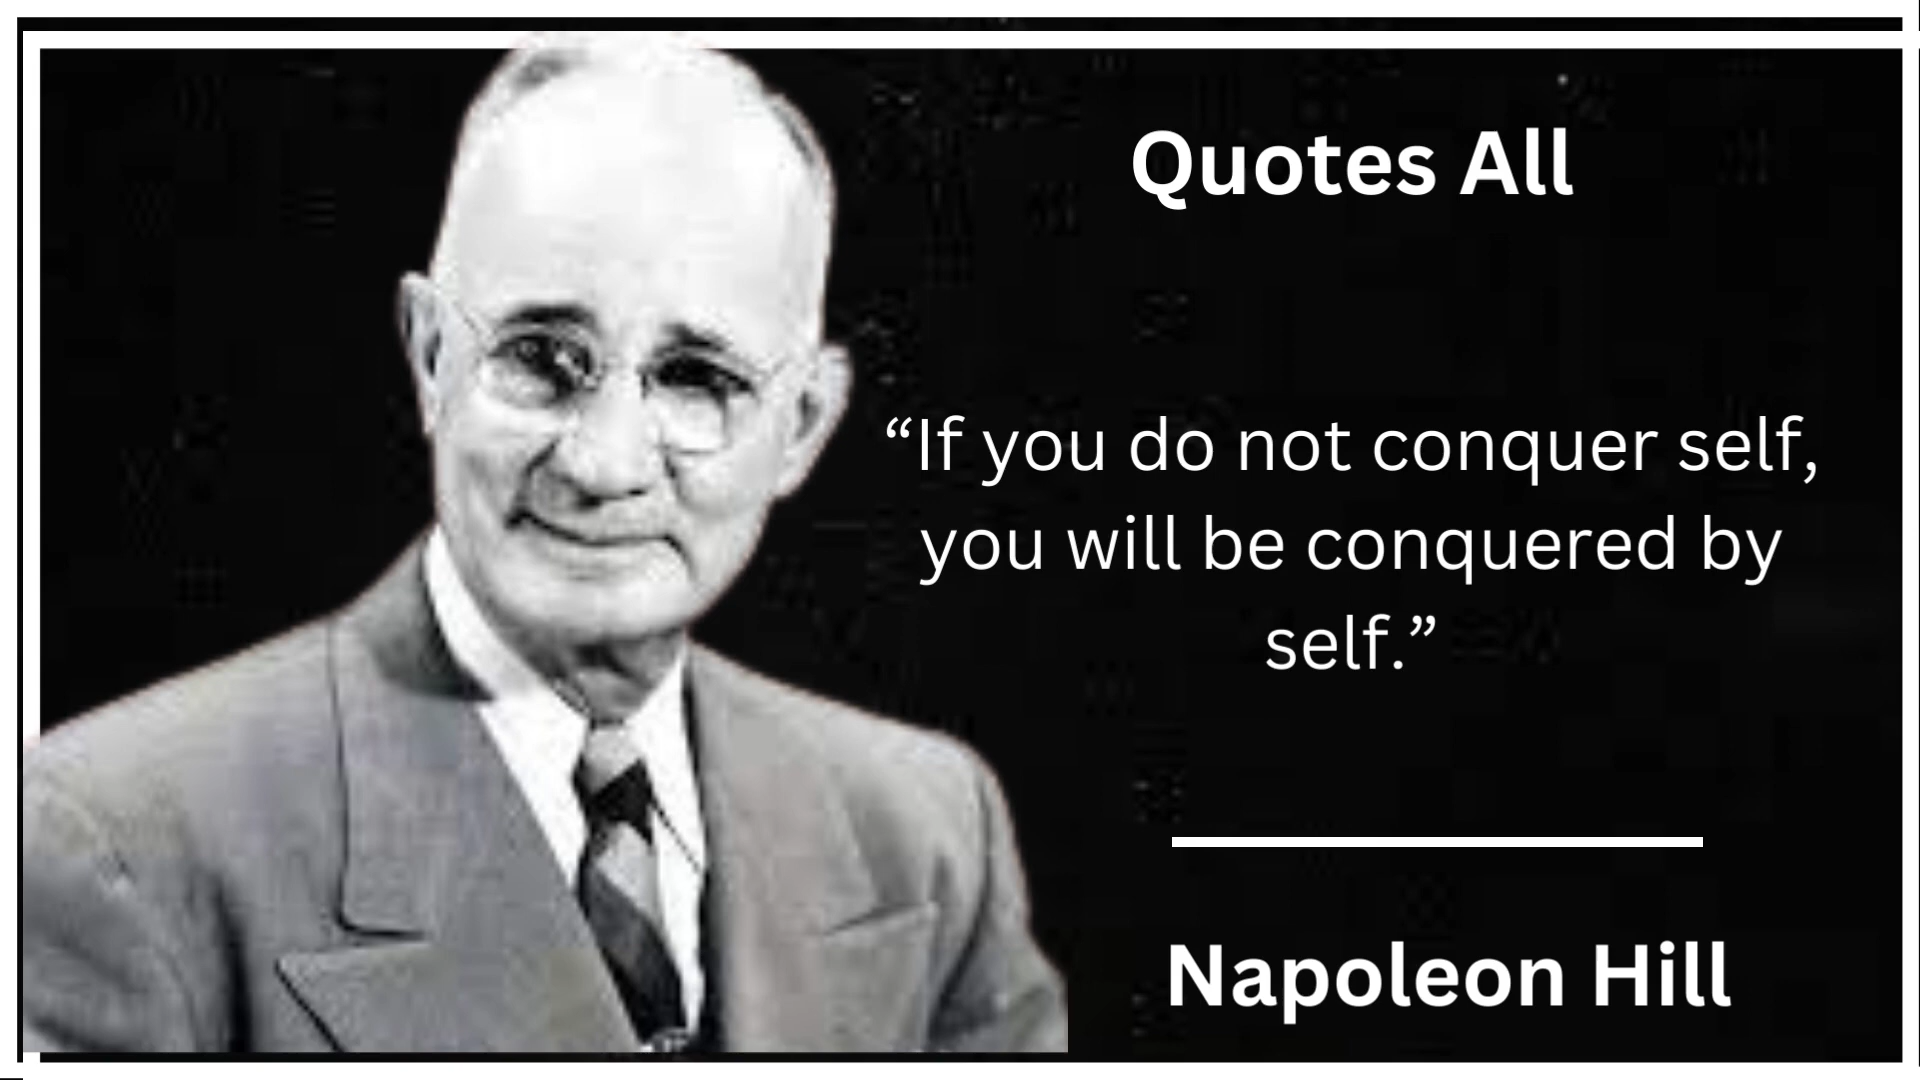 Quotes All
“If you do not conquer self,
you will be conquered by
self.”
Napoleon Hill